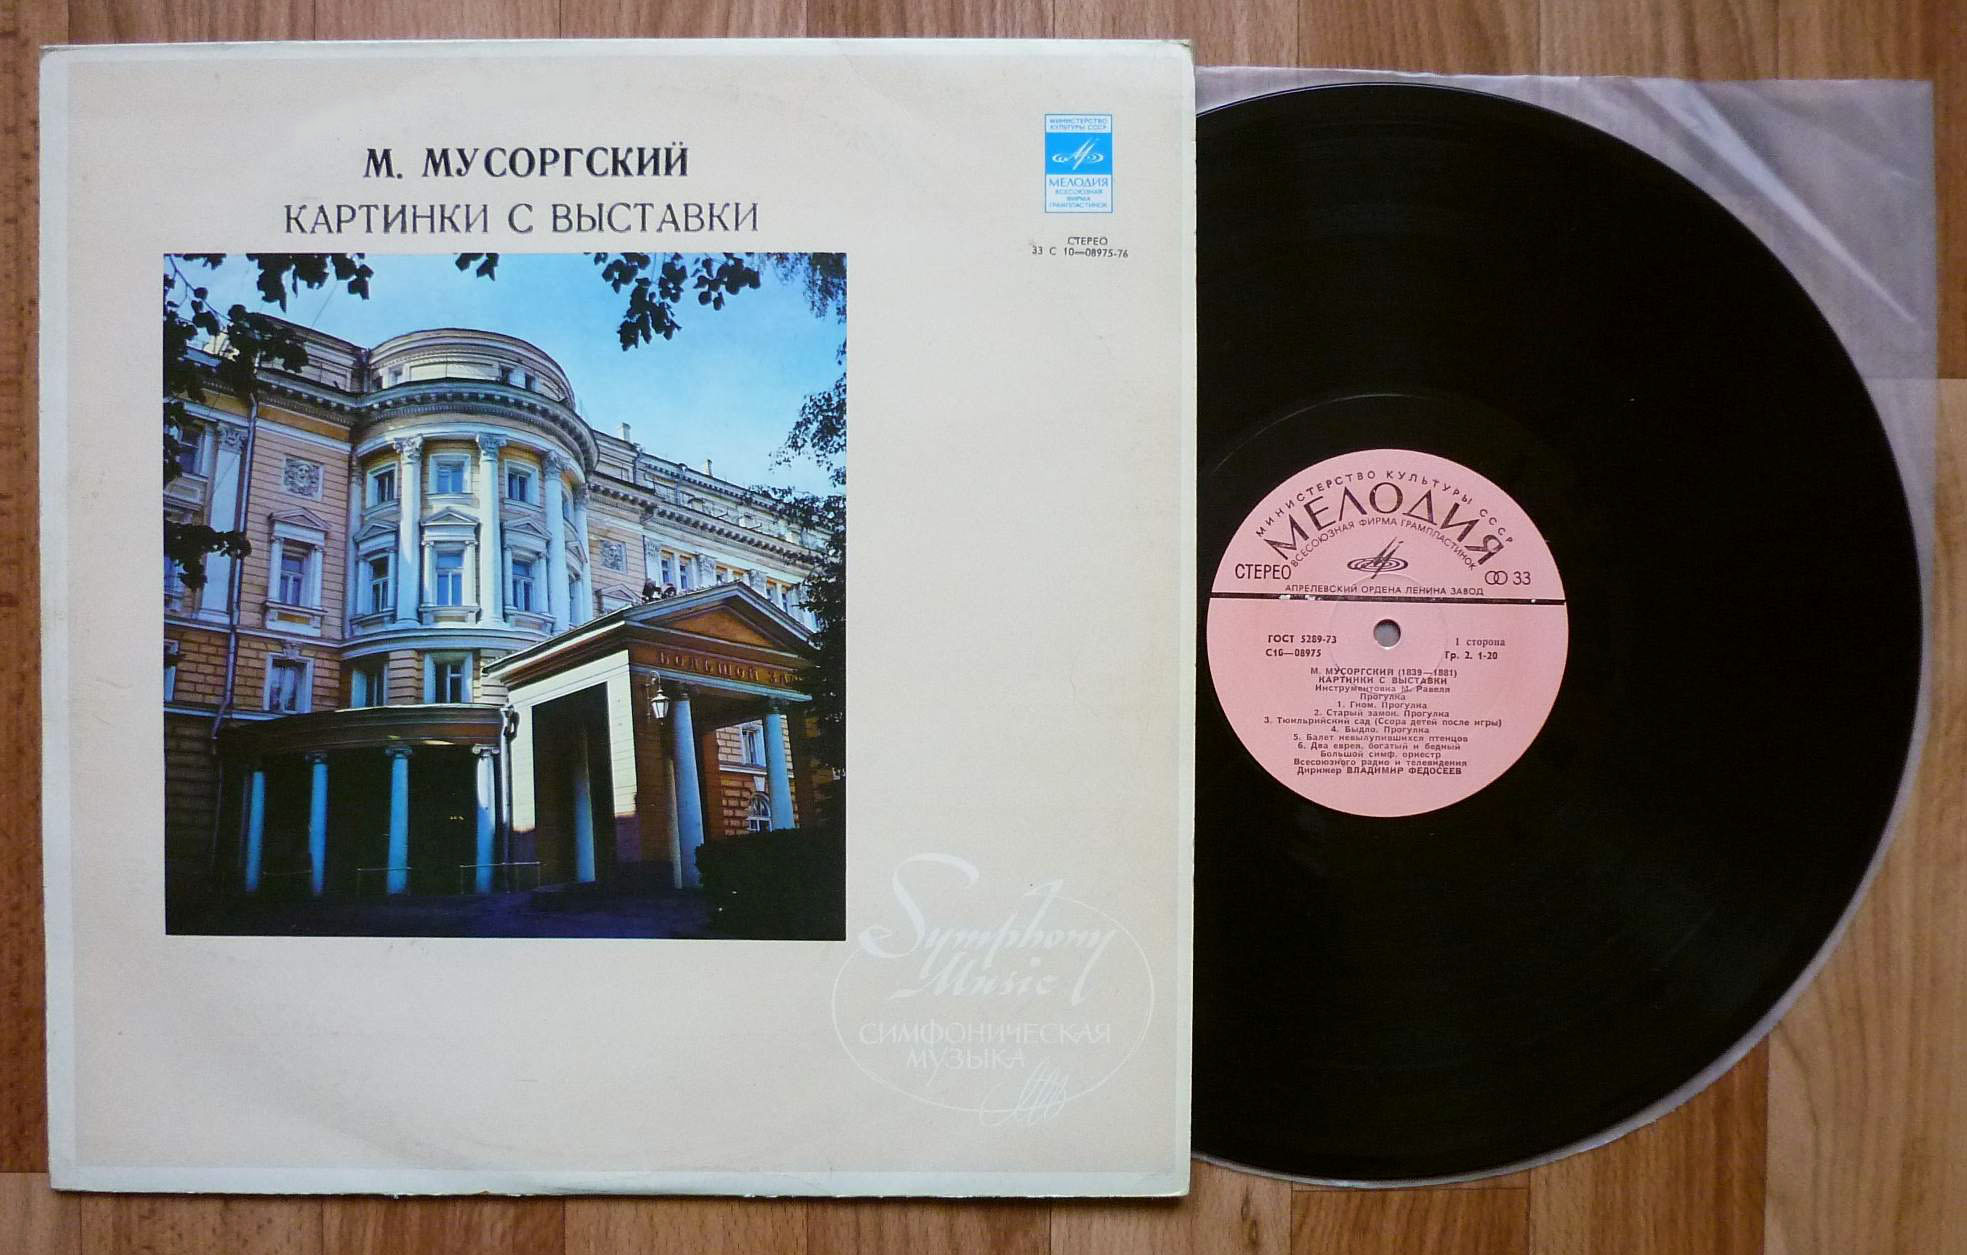 М. МУСОРГСКИЙ
КАРТИНКИ С ВЫСТАВКИ
МИНИСТЕРСТВО
КУЛЬТУРЫ СССР
МЕЛОДИЯ
ВСЕСОЮЗНАЯ
ФИРМА
ГРАМПЛАСТИНОК
СТЕРЕО
33 С 10—08975-76
БОЛЬШОЙ ЗАЛ
Symphony
Music
СИМФОНИЧЕСКАЯ
МУЗЫКА
МИНИСТЕРСТВО КУЛЬТУРЫ СССР
МЕЛОДИЯ
ВСЕСОЮЗНАЯ ФИРМА ГРАМПЛАСТИНОК
СТЕРЕО
33
АПРЕЛЕВСКИЙ ОРДЕНА ЛЕНИНА ЗАВОД
ГОСТ 5289-73
1 сторона
С10—08975
Гр. 2. 1-20
М. МУСОРГСКИЙ (1839—1881)
КАРТИНКИ С ВЫСТАВКИ
Инструментовка М. Равеля
Прогулка
1. Гном. Прогулка
2. Старый замок. Прогулка
3. Тюильрийский сад (Ссора детей после игры)
4. Быдло. Прогулка
5. Балет невылупившихся птенцов
6. Два еврея, богатый и бедный
Большой симф. оркестр
Всесоюзного радио и телевидения
Дирижер ВЛАДИМИР ФЕДОСЕЕВ